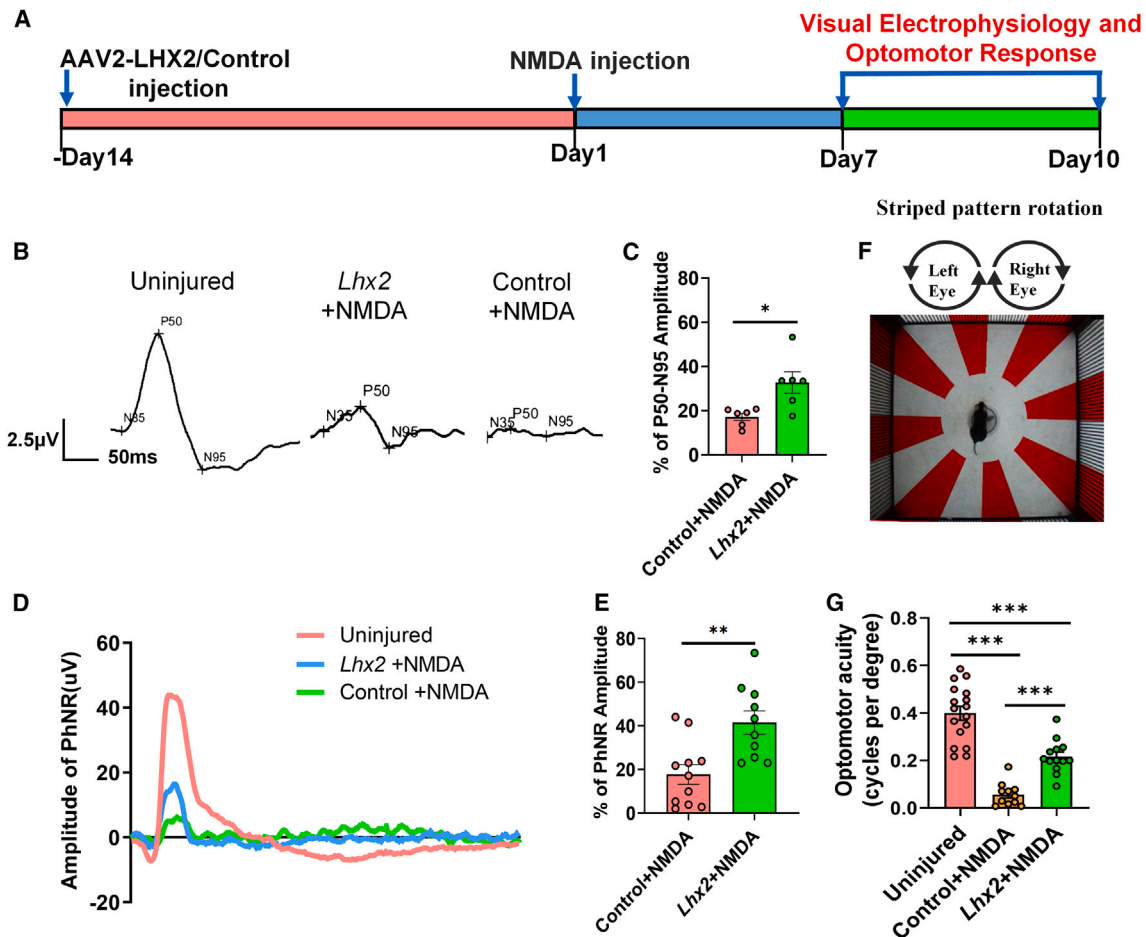 A
AAV2-LHX2/Control
injection
NMDA injection
Visual Electrophysiology and
Optomotor Response
-Day14
Day1
Day7
Day10
B
Uninjured
Lhx2
+NMDA
Control
+NMDA
P50
N35
N95
P50
N35
N95
P50
N35
N95
2.5μV
50ms
C
% of P50-N95 Amplitude
80
60
40
20
0
*
Control+NMDA
Lhx2+NMDA
Striped pattern rotation
F
Left
Eye
Right
Eye
D
Amplitude of PhNR(uV)
60
40
20
0
-20
Uninjured
Lhx2 +NMDA
Control +NMDA
E
% of PhNR Amplitude
80
60
40
20
0
**
Control+NMDA
Lhx2+NMDA
G
Optomotor acuity
(cycles per degree)
0.8
0.6
0.4
0.2
0.0
***
***
***
Uninjured
Control+NMDA
Lhx2+NMDA